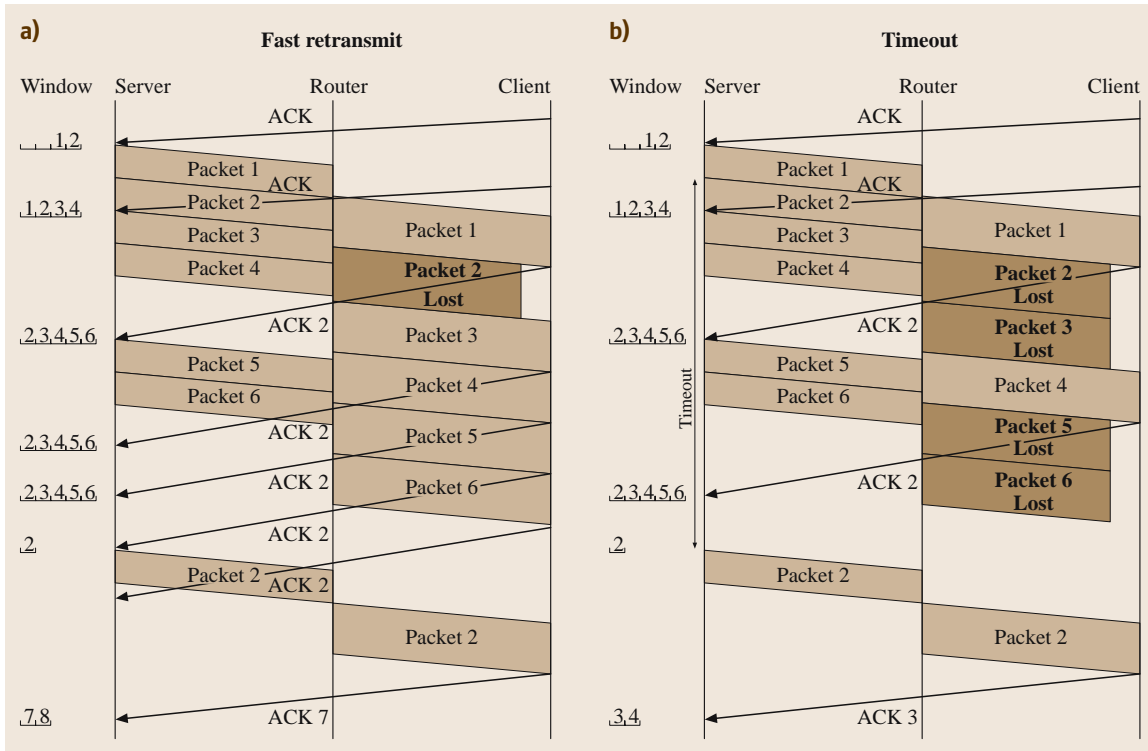 a)
Fast retransmit
Window Server Router Client
ACK
1,2
Packet 1
ACK
Packet 2
1,2,3,4
Packet 3
Packet 1
Packet 4
Packet 2
Lost
ACK 2
2,3,4,5,6
Packet 3
Packet 5
Packet 4
Packet 6
ACK 2
Packet 5
2,3,4,5,6
ACK 2
Packet 6
2,3,4,5,6
ACK 2
2
Packet 2
ACK 2
Packet 2
7,8
ACK 7
b)
Timeout
Window Server Router Client
ACK
1,2
Packet 1
ACK
Packet 2
1,2,3,4
Packet 3
Packet 1
Packet 4
Packet 2
Lost
ACK 2
2,3,4,5,6
Packet 3
Lost
Packet 5
Packet 4
Packet 6
Timeout
Packet 5
Lost
ACK 2
2,3,4,5,6
Packet 6
Lost
2
Packet 2
Packet 2
3,4
ACK 3